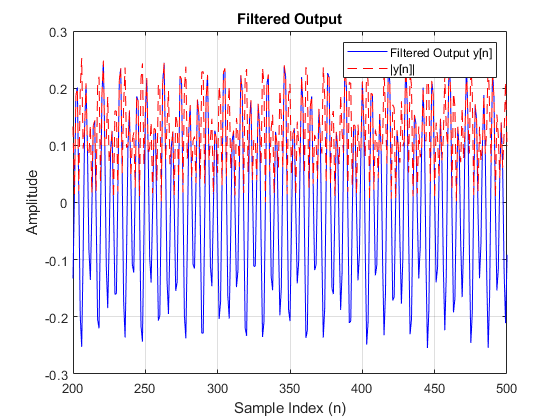 Filtered Output
Filtered Output y[n]
|y[n]|
0.3
0.2
0.1
0
-0.1
-0.2
-0.3
Amplitude
200
250
300
350
400
450
500
Sample Index (n)